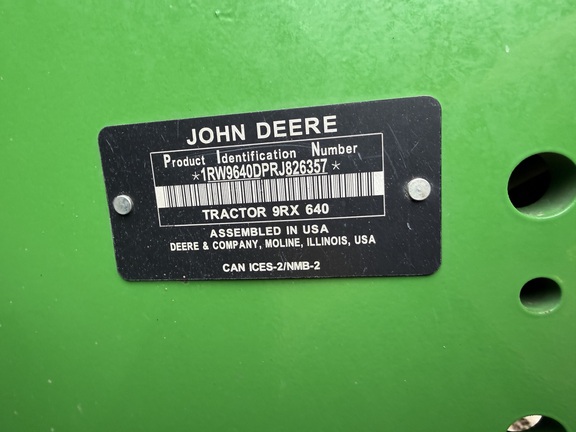 JOHN DEERE
Product Identification Number
*1RW9640DPRJ826357*
TRACTOR 9RX 640
ASSEMBLED IN USA
DEERE & COMPANY, MOLINE, ILLINOIS, USA
CAN ICES-2/NMB-2